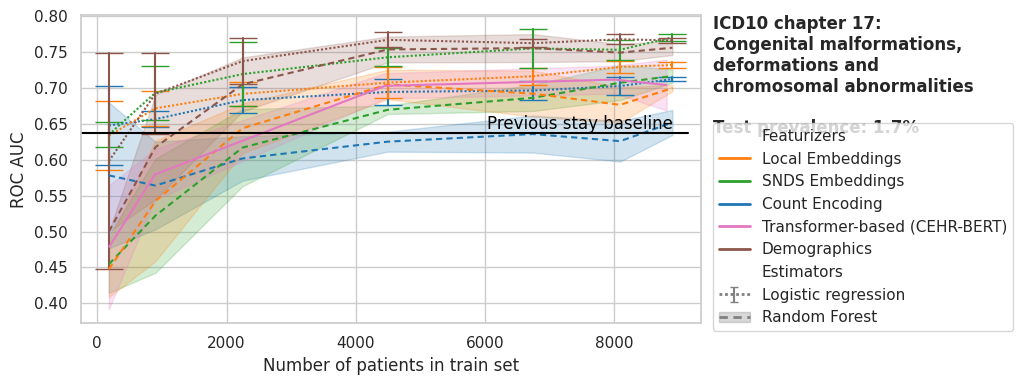 ICD10 chapter 17:
Congenital malformations,
deformations and
chromosomal abnormalities
Test prevalence: 1.7%
0.80
0.75
0.70
0.65
0.60
0.55
0.50
0.45
0.40
ROC AUC
Previous stay baseline
0
2000
4000
6000
8000
Number of patients in train set
Featurizers
Local Embeddings
SNDS Embeddings
Count Encoding
Transformer-based (CEHR-BERT)
Demographics
Estimators
Logistic regression
Random Forest